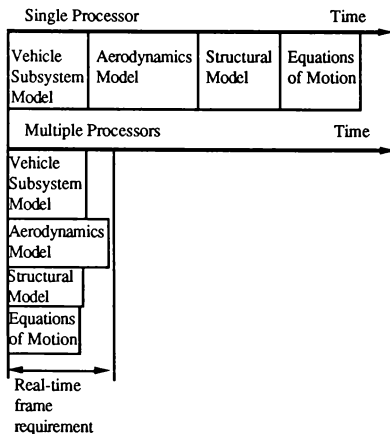 Single Processor Time
Vehicle
Subsystem
Model
Aerodynamics
Model
Structural
Model
Equations
of Motion
Multiple Processors Time
Vehicle
Subsystem
Model
Aerodynamics
Model
Structural
Model
Equations
of Motion
Real-time
frame
requirement